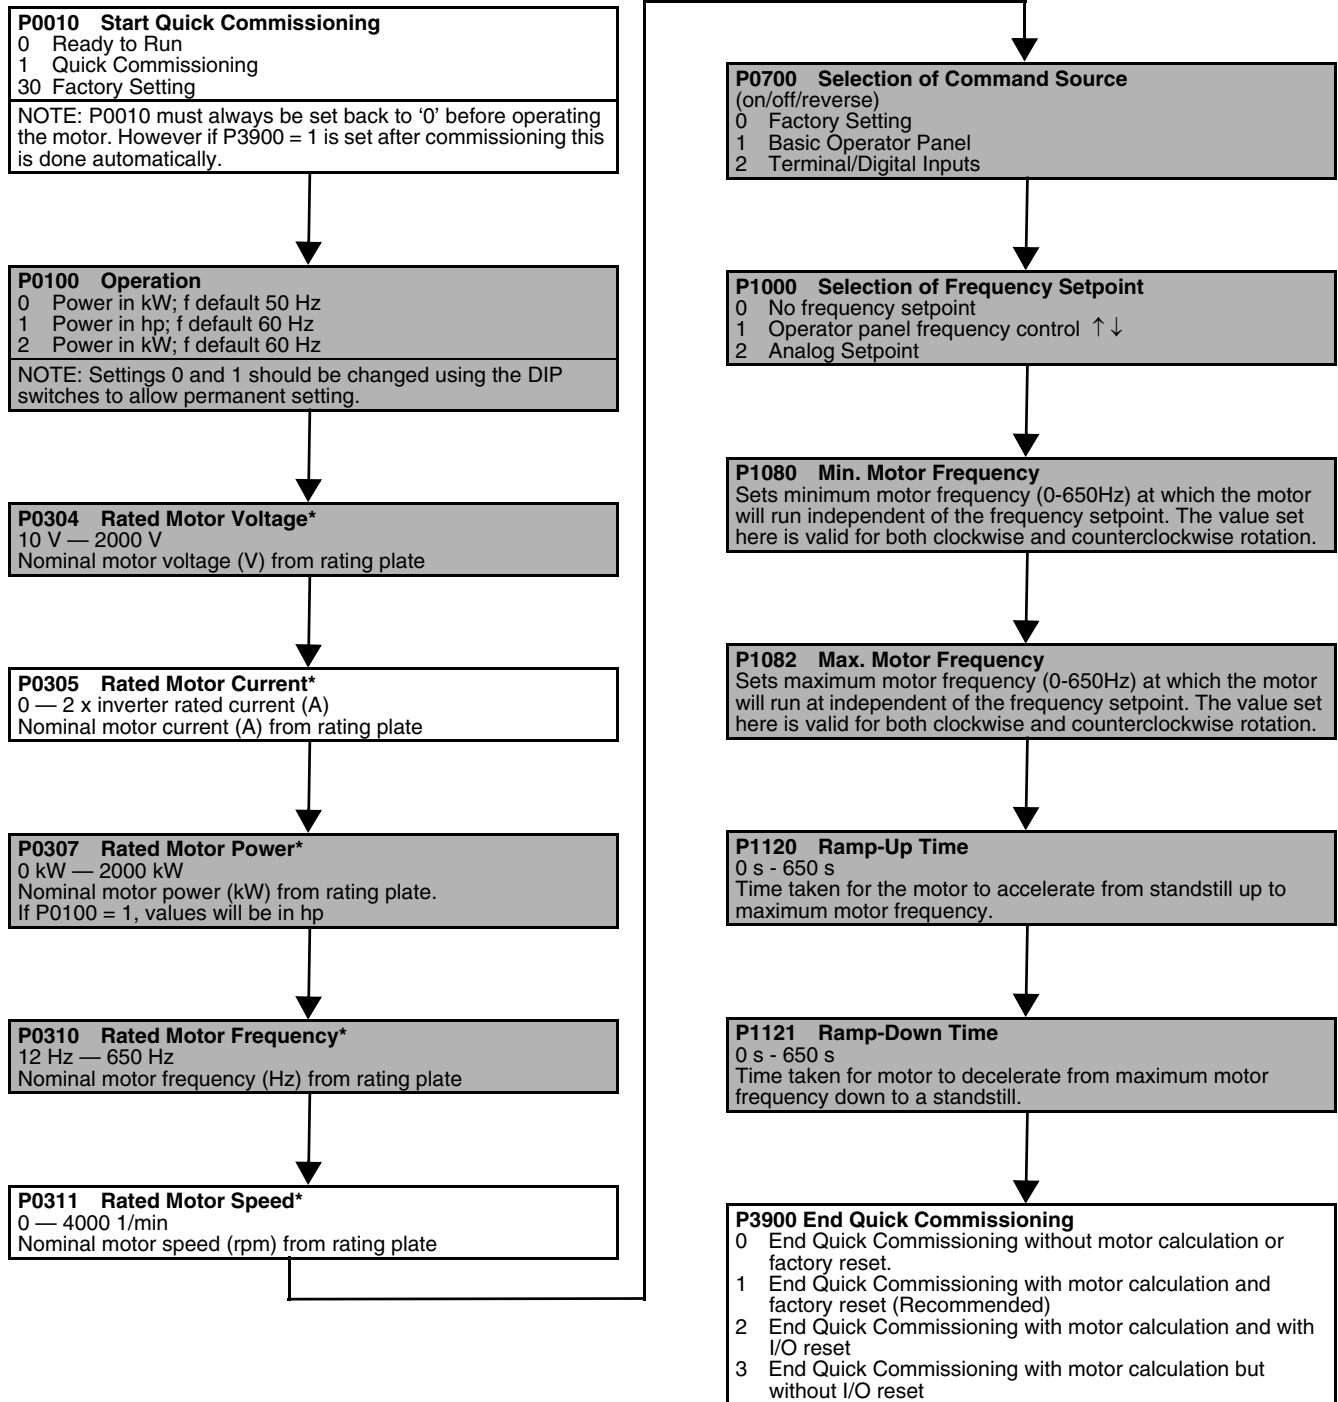 P0010 Start Quick Commissioning
0 Ready to Run
1 Quick Commissioning
30 Factory Setting
NOTE: P0010 must always be set back to ‘0’ before operating
the motor. However if P3900 = 1 is set after commissioning this
is done automatically.
P0100 Operation
0 Power in kW; f default 50 Hz
1 Power in hp; f default 60 Hz
2 Power in kW; f default 60 Hz
NOTE: Settings 0 and 1 should be changed using the DIP
switches to allow permanent setting.
P0304 Rated Motor Voltage*
10 V — 2000 V
Nominal motor voltage (V) from rating plate
P0305 Rated Motor Current*
0 — 2 x inverter rated current (A)
Nominal motor current (A) from rating plate
P0307 Rated Motor Power*
0 kW — 2000 kW
Nominal motor power (kW) from rating plate.
If P0100 = 1, values will be in hp
P0310 Rated Motor Frequency*
12 Hz — 650 Hz
Nominal motor frequency (Hz) from rating plate
P0311 Rated Motor Speed*
0 — 4000 1/min
Nominal motor speed (rpm) from rating plate
P0700 Selection of Command Source
(on/off/reverse)
0 Factory Setting
1 Basic Operator Panel
2 Terminal/Digital Inputs
P1000 Selection of Frequency Setpoint
0 No frequency setpoint
1 Operator panel frequency control ↑↓
2 Analog Setpoint
P1080 Min. Motor Frequency
Sets minimum motor frequency (0-650Hz) at which the motor
will run independent of the frequency setpoint. The value set
here is valid for both clockwise and counterclockwise rotation.
P1082 Max. Motor Frequency
Sets maximum motor frequency (0-650Hz) at which the motor
will run at independent of the frequency setpoint. The value set
here is valid for both clockwise and counterclockwise rotation.
P1120 Ramp-Up Time
0 s - 650 s
Time taken for the motor to accelerate from standstill up to
maximum motor frequency.
P1121 Ramp-Down Time
0 s - 650 s
Time taken for motor to decelerate from maximum motor
frequency down to a standstill.
P3900 End Quick Commissioning
0 End Quick Commissioning without motor calculation or
factory reset.
1 End Quick Commissioning with motor calculation and
factory reset (Recommended)
2 End Quick Commissioning with motor calculation and with
I/O reset
3 End Quick Commissioning with motor calculation but
without I/O reset